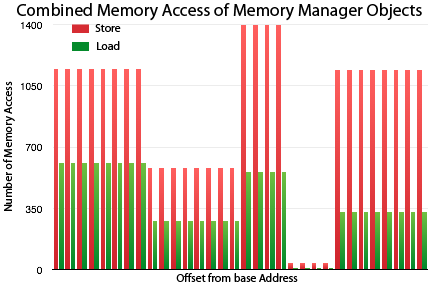 Combined Memory Access of Memory Manager Objects
1400
Store
Load
1050
700
350
0
Number of Memory Access
Offset from base Address